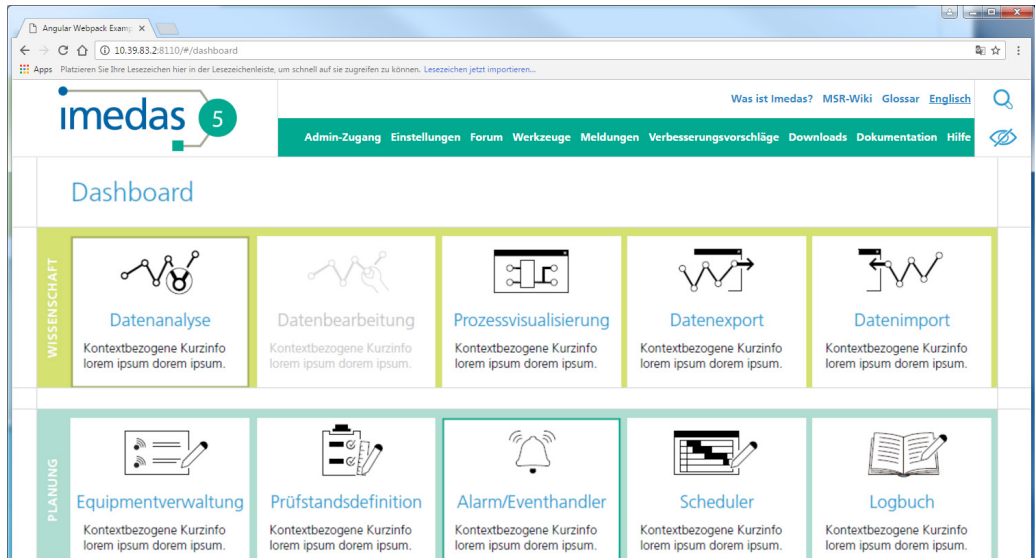 Angular Webpack Examp
10.39.83.2:8110/#/dashboard
Apps Platzieren Sie Ihre Lesezeichen hier in der Lesezeichenleiste, um schnell auf sie zugreifen zu können. Lesezeichen jetzt importieren...
imedas 5
Was ist Imedas? MSR-Wiki Glossar Englisch
Admin-Zugang Einstellungen Forum Werkzeuge Meldungen Verbesserungsvorschläge Downloads Dokumentation Hilfe
Dashboard
WISSENSCHAFT
Datenanalyse
Kontextbezogene Kurzinfo
lorem ipsum dorem ipsum.
Datenbearbeitung
Kontextbezogene Kurzinfo
lorem ipsum dorem ipsum.
Prozessvisualisierung
Kontextbezogene Kurzinfo
lorem ipsum dorem ipsum.
Datenexport
Kontextbezogene Kurzinfo
lorem ipsum dorem ipsum.
Datenimport
Kontextbezogene Kurzinfo
lorem ipsum dorem ipsum.
PLANUNG
Equipmentverwaltung
Kontextbezogene Kurzinfo
lorem ipsum dorem ipsum.
Prüfstandsdefinition
Kontextbezogene Kurzinfo
lorem ipsum dorem ipsum.
Alarm/Eventhandler
Kontextbezogene Kurzinfo
lorem ipsum dorem ipsum.
Scheduler
Kontextbezogene Kurzinfo
lorem ipsum dorem ipsum.
Logbuch
Kontextbezogene Kurzinfo
lorem ipsum dorem ipsum.